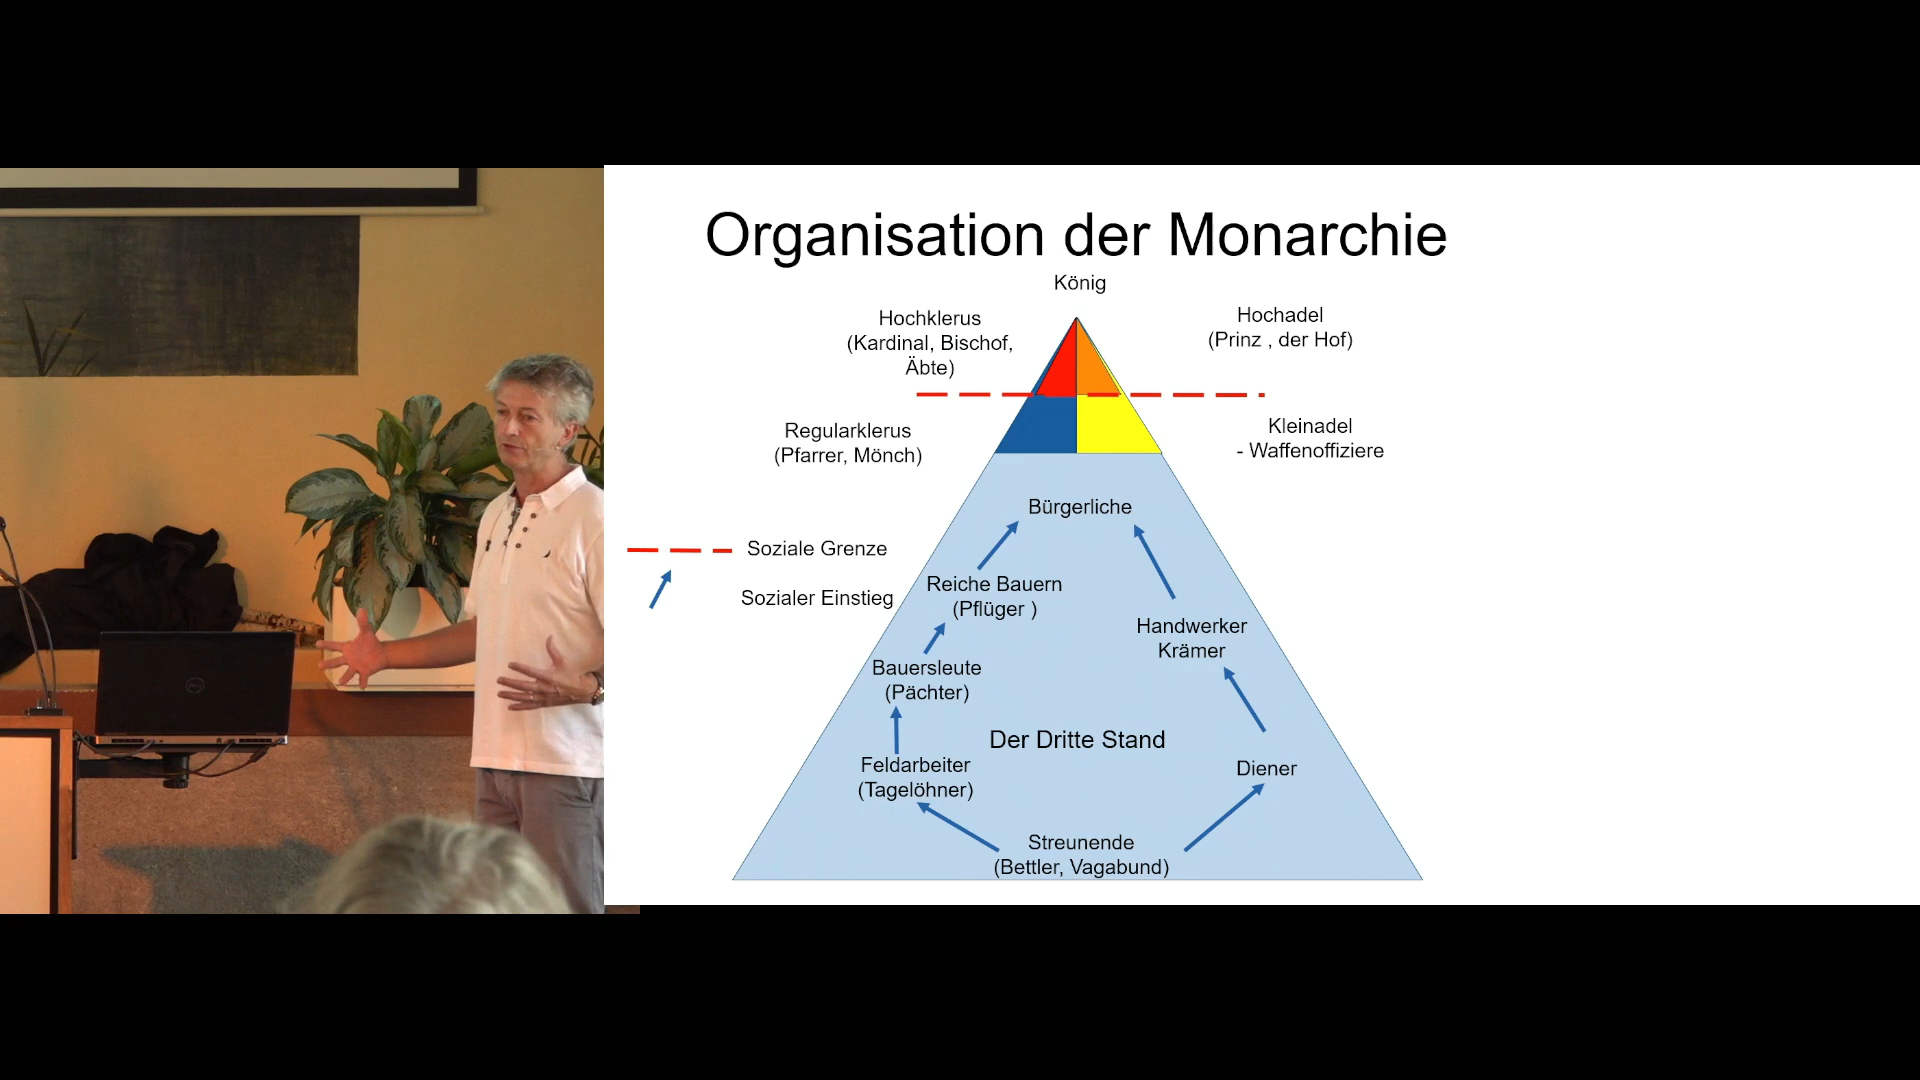 Organisation der Monarchie
König
Hochklerus
(Kardinal, Bischof,
Äbte)
Hochadel
(Prinz , der Hof)
Regularklerus
(Pfarrer, Mönch)
Kleinadel
- Waffenoffiziere
Bürgerliche
Soziale Grenze
Sozialer Einstieg
Reiche Bauern
(Pflüger )
Handwerker
Krämer
Bauersleute
(Pächter)
Der Dritte Stand
Feldarbeiter
(Tagelöhner)
Diener
Streunende
(Bettler, Vagabund)